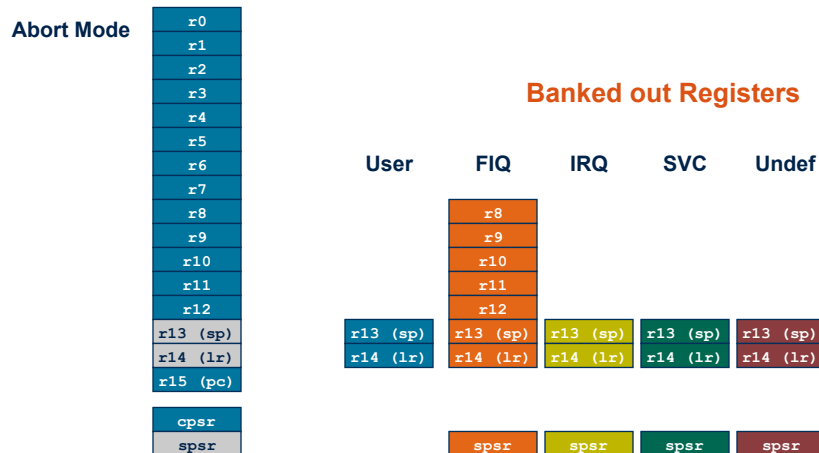 Abort Mode
r0
r1
r2
r3
r4
r5
r6
r7
r8
r9
r10
r11
r12
r13 (sp)
r14 (lr)
r15 (pc)
cpsr
spsr
Banked out Registers
User FIQ IRQ SVC Undef
r8
r9
r10
r11
r12
r13 (sp) r13 (sp) r13 (sp) r13 (sp) r13 (sp)
r14 (lr) r14 (lr) r14 (lr) r14 (lr) r14 (lr)
spsr spsr spsr spsr